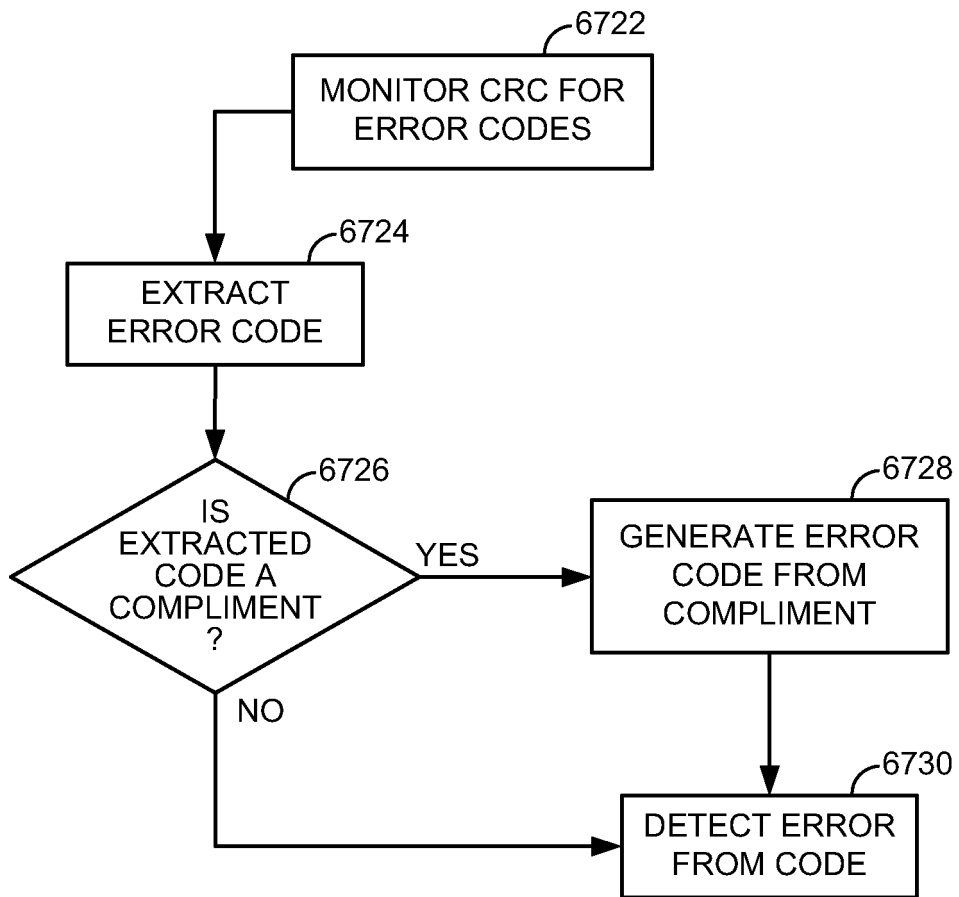 6722
MONITOR CRC FOR
ERROR CODES
6724
EXTRACT
ERROR CODE
6726
IS
EXTRACTED
CODE A
COMPLIMENT
?
YES
6728
GENERATE ERROR
CODE FROM
COMPLIMENT
NO
6730
DETECT ERROR
FROM CODE